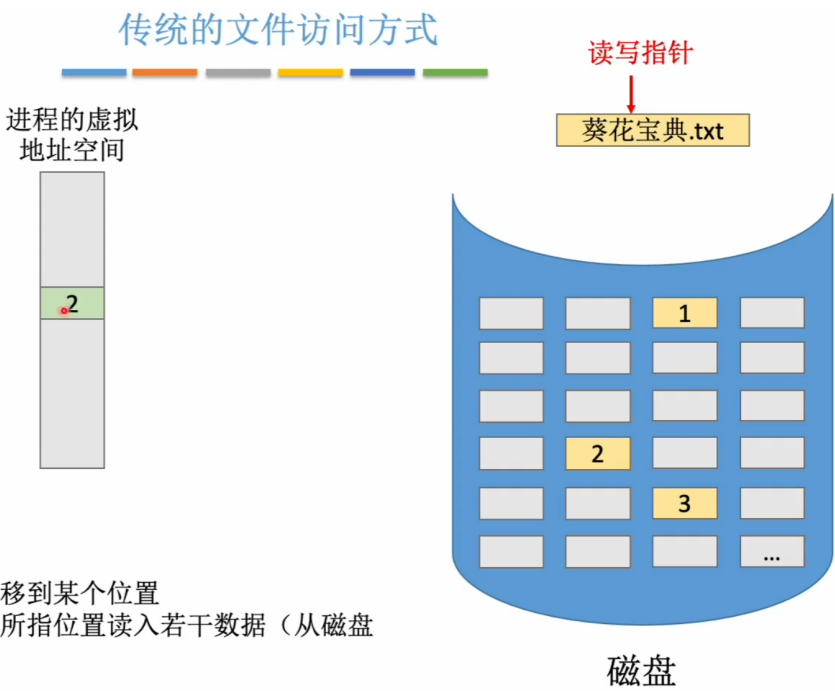 传统的文件访问方式
读写指针
葵花宝典.txt
进程的虚拟
地址空间
2
1
2
3
...
移到某个位置
所指位置读入若干数据（从磁盘
磁盘